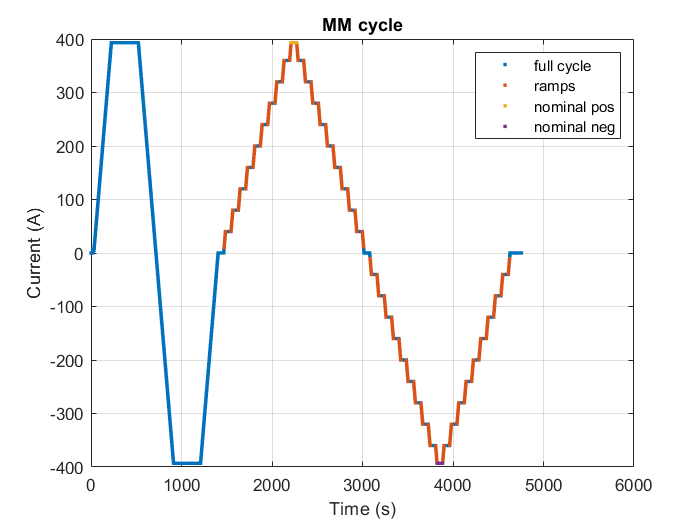 MM cycle
full cycle
ramps
nominal pos
nominal neg
Current (A)
400
300
200
100
0
-100
-200
-300
-400
0 1000 2000 3000 4000 5000 6000
Time (s)